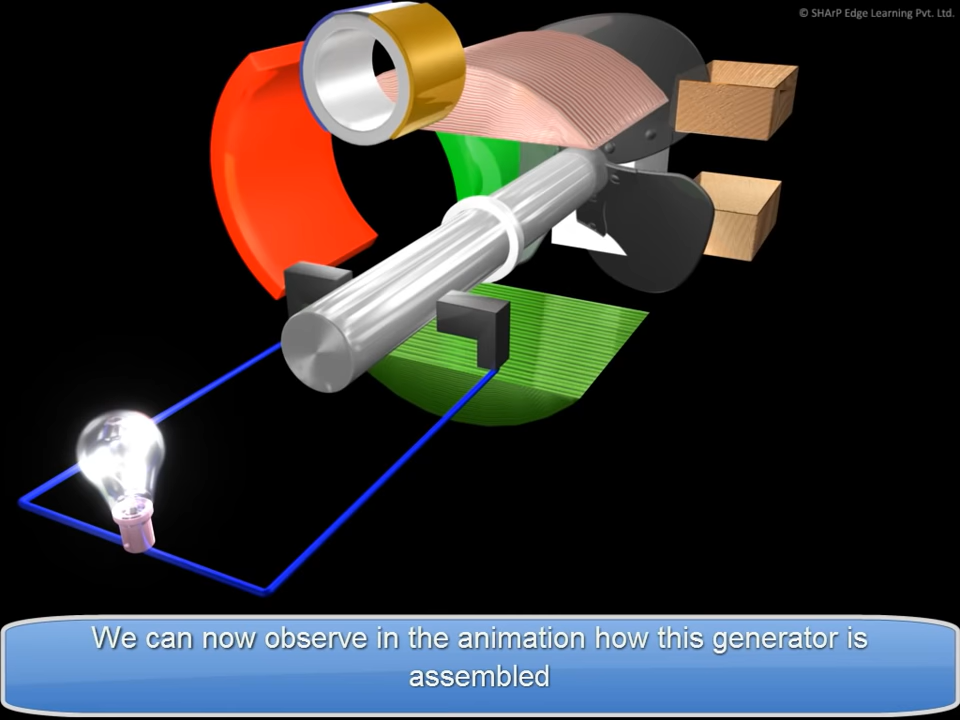 © SHArP Edge Learning Pvt. Ltd.
We can now observe in the animation how this generator is
assembled